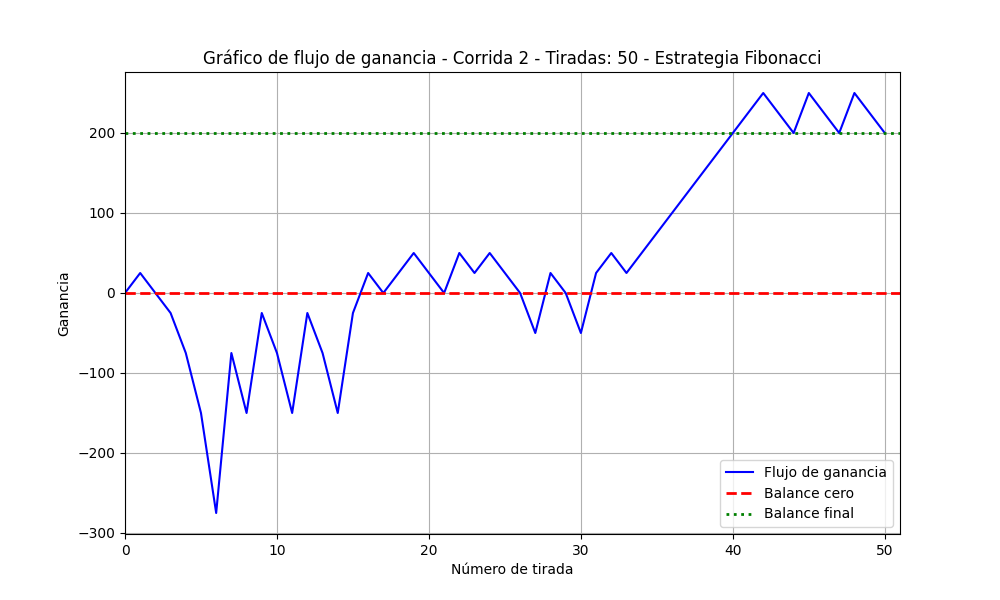 Gráfico de flujo de ganancia - Corrida 2 - Tiradas: 50 - Estrategia Fibonacci
Ganancia
200
100
0
−100
−200
−300
0 10 20 30 40 50
Número de tirada
Flujo de ganancia
Balance cero
Balance final